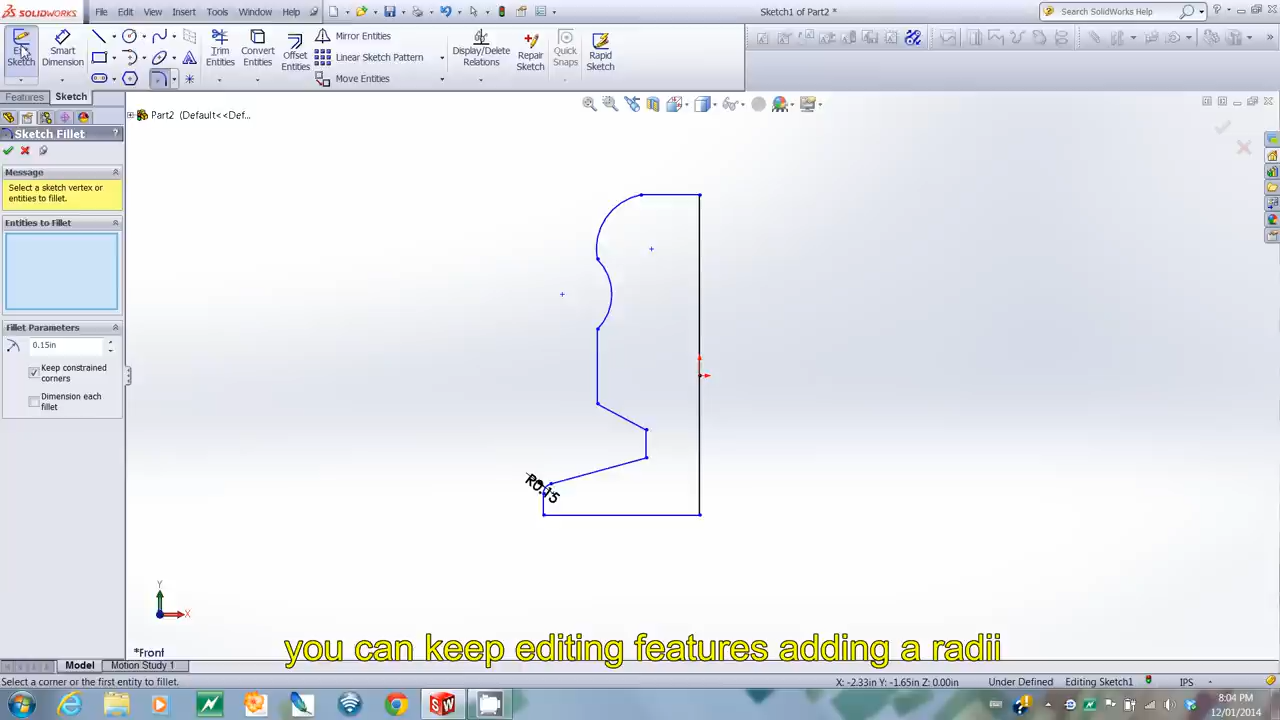 SOLIDWORKS File Edit View Insert Tools Window Help Sketch1 of Part2 * Search SolidWorks Help
Exit Sketch Smart Dimension Trim Entities Convert Entities Offset Entities Mirror Entities Display/Delete Relations Repair Sketch Quick Snaps Rapid Sketch
Linear Sketch Pattern
Move Entities
Features Sketch
Part2 (Default<<Def...
Sketch Fillet ?
Message
Select a sketch vertex or
entities to fillet.
Entities to Fillet
Fillet Parameters
0.15in
Keep constrained
corners
Dimension each
fillet
R0.15
Y
X
*Front
you can keep editing features adding a radii
Model Motion Study 1
Select a corner or the first entity to fillet. X: -2.33in Y: -1.65in Z: 0.00in Under Defined Editing Sketch1 IPS
8:04 PM
12/01/2014